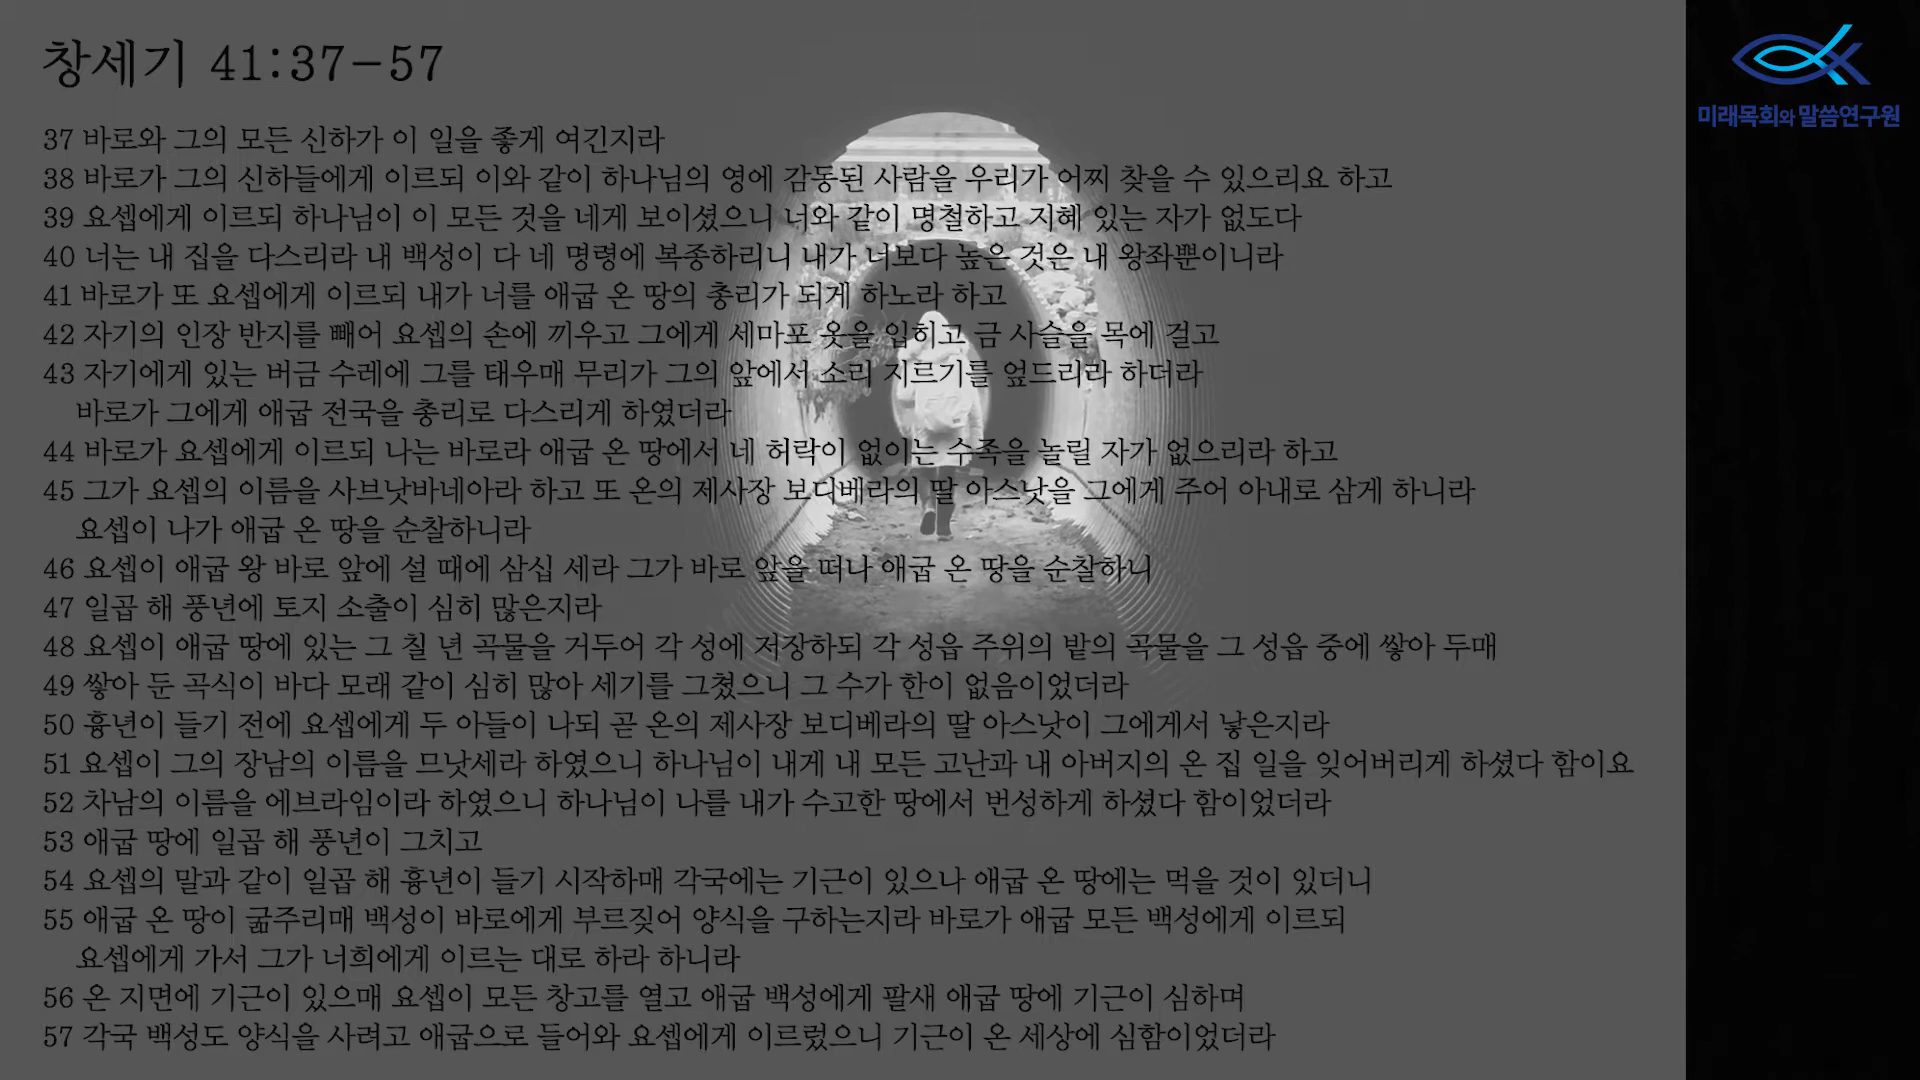 창세기 41:37-57
37 바로와 그의 모든 신하가 이 일을 좋게 여긴지라
38 바로가 그의 신하들에게 이르되 이와 같이 하나님의 영에 감동된 사람을 우리가 어찌 찾을 수 있으리요 하고
39 요셉에게 이르되 하나님이 이 모든 것을 네게 보이셨으니 너와 같이 명철하고 지혜 있는 자가 없도다
40 너는 내 집을 다스리라 내 백성이 다 네 명령에 복종하리니 내가 너보다 높은 것은 내 왕좌뿐이니라
41 바로가 또 요셉에게 이르되 내가 너를 애굽 온 땅의 총리가 되게 하노라 하고
42 자기의 인장 반지를 빼어 요셉의 손에 끼우고 그에게 세마포 옷을 입히고 금 사슬을 목에 걸고
43 자기에게 있는 버금 수레에 그를 태우매 무리가 그의 앞에서 소리 지르기를 엎드리라 하더라
바로가 그에게 애굽 전국을 총리로 다스리게 하였더라
44 바로가 요셉에게 이르되 나는 바로라 애굽 온 땅에서 네 허락이 없이는 수족을 놀릴 자가 없으리라 하고
45 그가 요셉의 이름을 사브낫바네아라 하고 또 온의 제사장 보디베라의 딸 아스낫을 그에게 주어 아내로 삼게 하니라
요셉이 나가 애굽 온 땅을 순찰하니라
46 요셉이 애굽 왕 바로 앞에 설 때에 삼십 세라 그가 바로 앞을 떠나 애굽 온 땅을 순찰하니
47 일곱 해 풍년에 토지 소출이 심히 많은지라
48 요셉이 애굽 땅에 있는 그 칠 년 곡물을 거두어 각 성에 저장하되 각 성읍 주위의 밭의 곡물을 그 성읍 중에 쌓아 두매
49 쌓아 둔 곡식이 바다 모래 같이 심히 많아 세기를 그쳤으니 그 수가 한이 없음이었더라
50 흉년이 들기 전에 요셉에게 두 아들이 나되 곧 온의 제사장 보디베라의 딸 아스낫이 그에게서 낳은지라
51 요셉이 그의 장남의 이름을 므낫세라 하였으니 하나님이 내게 내 모든 고난과 내 아버지의 온 집 일을 잊어버리게 하셨다 함이요
52 차남의 이름을 에브라임이라 하였으니 하나님이 나를 내가 수고한 땅에서 번성하게 하셨다 함이었더라
53 애굽 땅에 일곱 해 풍년이 그치고
54 요셉의 말과 같이 일곱 해 흉년이 들기 시작하매 각국에는 기근이 있으나 애굽 온 땅에는 먹을 것이 있더니
55 애굽 온 땅이 굶주리매 백성이 바로에게 부르짖어 양식을 구하는지라 바로가 애굽 모든 백성에게 이르되
요셉에게 가서 그가 너희에게 이르는 대로 하라 하니라
56 온 지면에 기근이 있으매 요셉이 모든 창고를 열고 애굽 백성에게 팔새 애굽 땅에 기근이 심하며
57 각국 백성도 양식을 사려고 애굽으로 들어와 요셉에게 이르렀으니 기근이 온 세상에 심함이었더라
미래목회와 말씀연구원